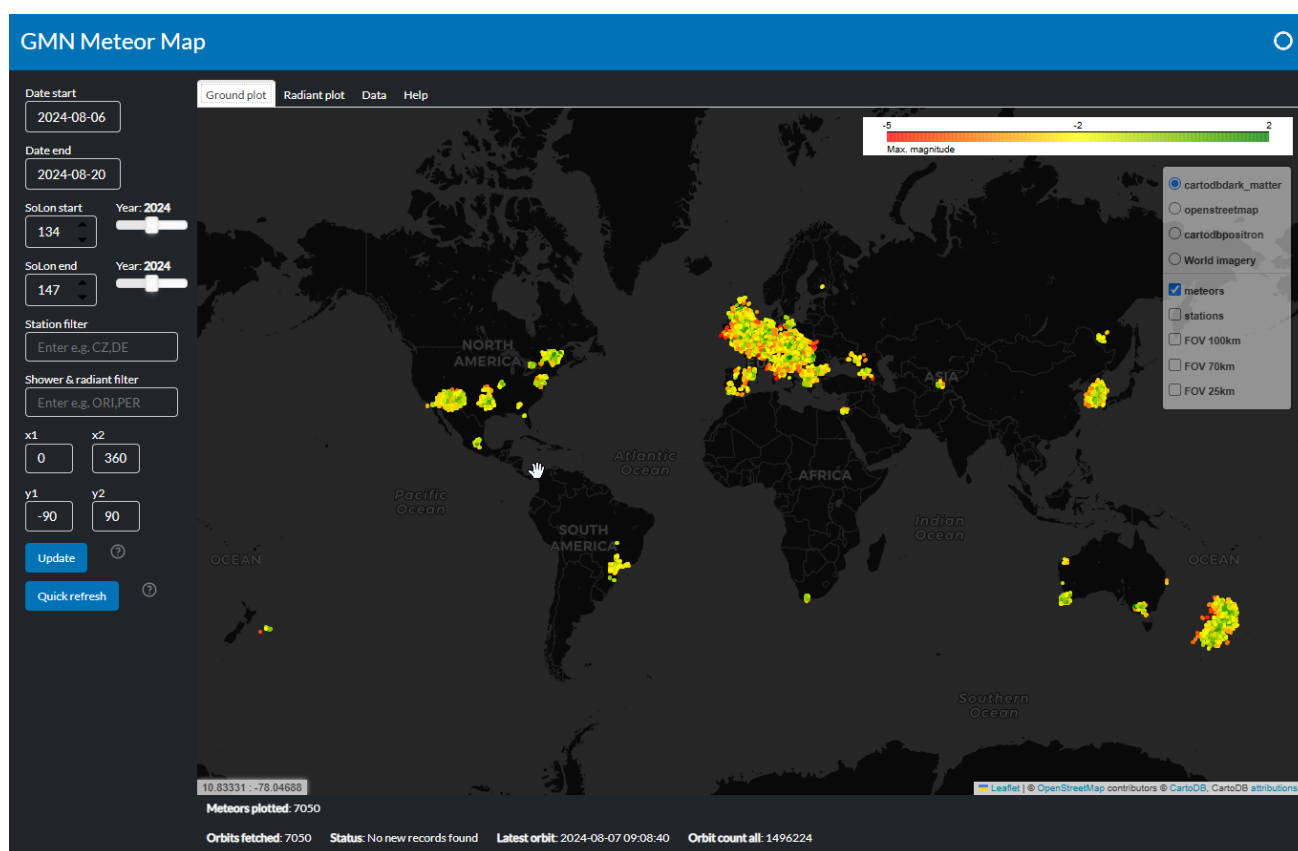 GMN Meteor Map
Date start
2024-08-06
Date end
2024-08-20
SoLon start
Year: 2024
134
SoLon end
Year: 2024
147
Station filter
Enter e.g. CZ,DE
Shower & radiant filter
Enter e.g. ORI,PER
x1
x2
0
360
y1
y2
-90
90
Update
?
Quick refresh
?
Ground plot
Radiant plot
Data
Help
-5
-2
2
Max. magnitude
cartodbdark_matter
openstreetmap
cartodbpositron
World imagery
meteors
stations
FOV 100km
FOV 70km
FOV 25km
NORTH
AMERICA
ASIA
Atlantic
Ocean
AFRICA
Pacific
Ocean
SOUTH
AMERICA
Indian
Ocean
OCEAN
OCEAN
Southern
Ocean
10.83331 : -78.04688
Leaflet | © OpenStreetMap contributors © CartoDB, CartoDB attributions
Meteors plotted: 7050
Orbits fetched: 7050 Status: No new records found Latest orbit: 2024-08-07 09:08:40 Orbit count all: 1496224